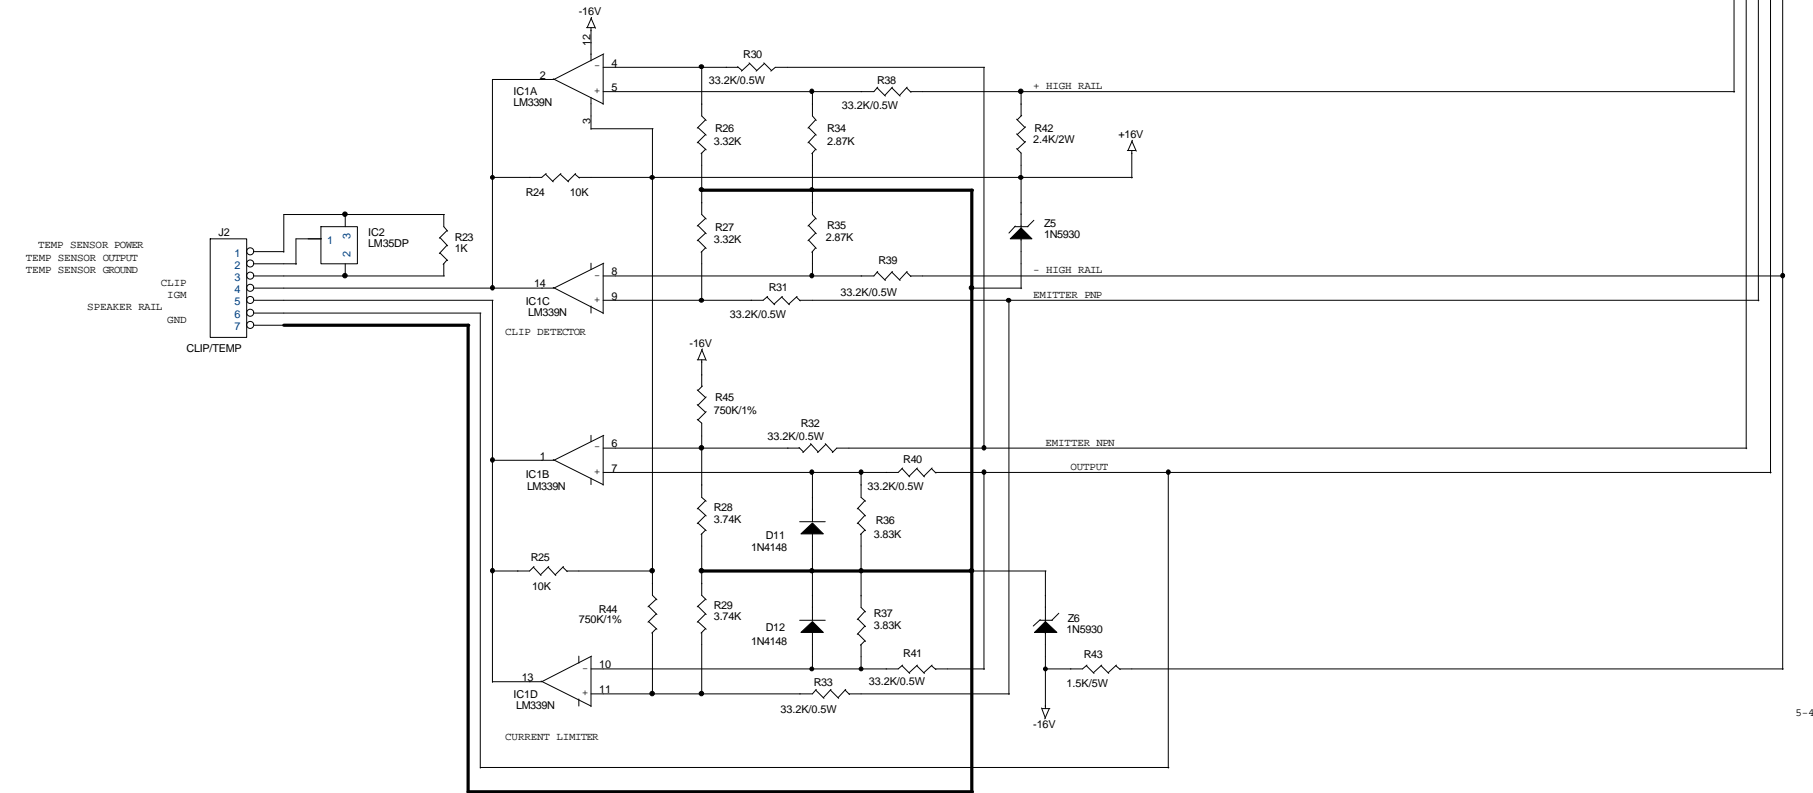 -16V
12
2
4
5
3
IC1A
LM339N
R30
33.2K/0.5W
R38
33.2K/0.5W
+ HIGH RAIL
R26
3.32K
R34
2.87K
R42
2.4K/2W
+16V
R24
10K
J2
1
2
3
4
5
6
7
TEMP SENSOR POWER
TEMP SENSOR OUTPUT
TEMP SENSOR GROUND
CLIP
IGM
SPEAKER RAIL
GND
CLIP/TEMP
1
3
2
IC2
LM35DP
R23
1K
R27
3.32K
R35
2.87K
Z5
1N5930
14
8
9
IC1C
LM339N
R39
33.2K/0.5W
- HIGH RAIL
R31
33.2K/0.5W
EMITTER PNP
CLIP DETECTOR
-16V
R45
750K/1%
R32
33.2K/0.5W
EMITTER NPN
1
6
7
IC1B
LM339N
R40
33.2K/0.5W
OUTPUT
R28
3.74K
D11
1N4148
R36
3.83K
R25
10K
R44
750K/1%
R29
3.74K
D12
1N4148
R37
3.83K
Z6
1N5930
13
10
11
IC1D
LM339N
R41
33.2K/0.5W
R43
1.5K/5W
R33
33.2K/0.5W
-16V
CURRENT LIMITER
5-4